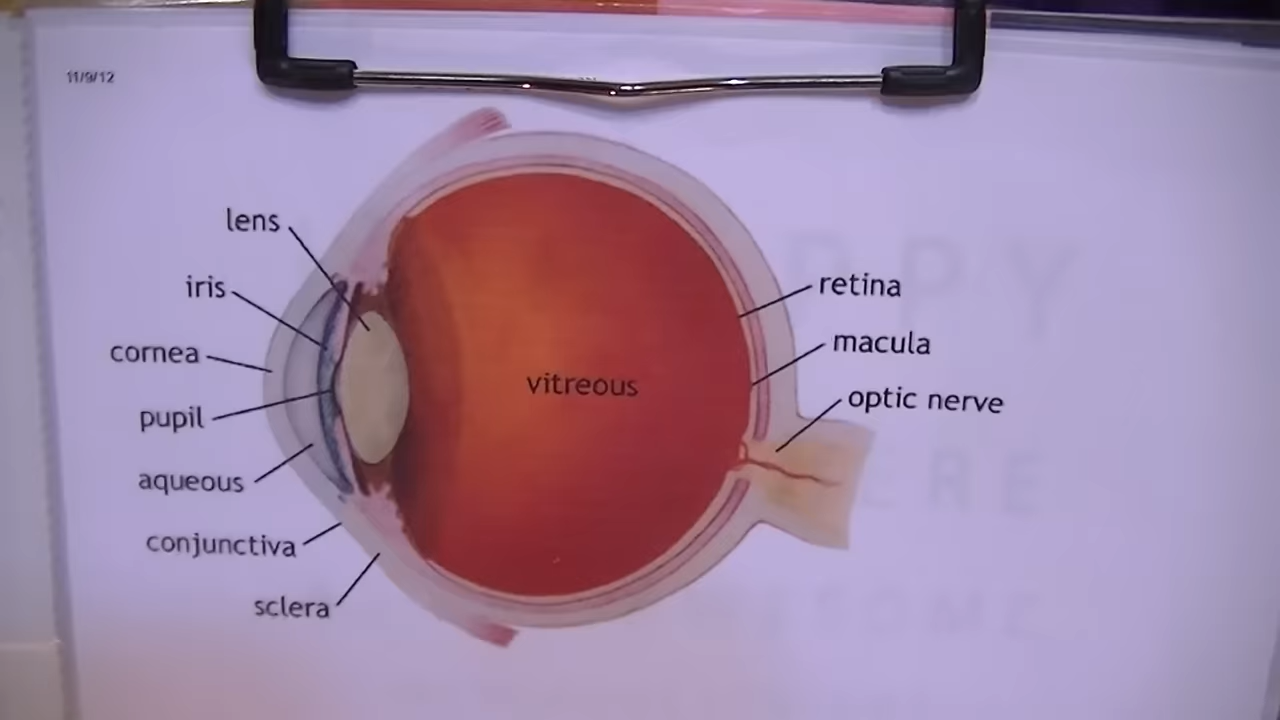 11/9/12
lens
iris
cornea
pupil
aqueous
conjunctiva
sclera
vitreous
retina
macula
optic nerve